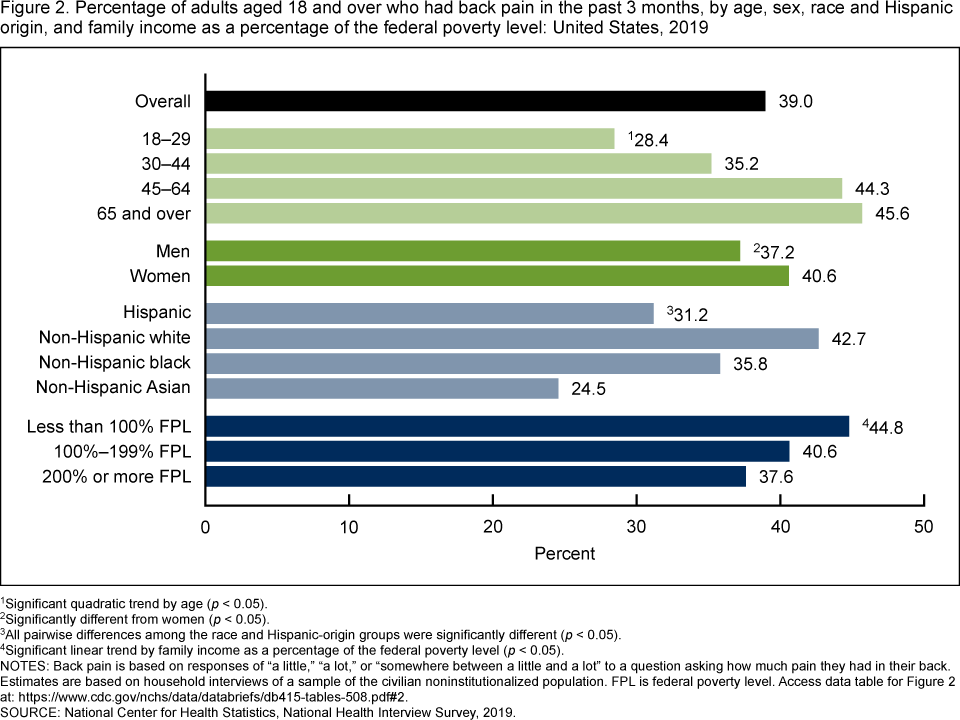 Figure 2. Percentage of adults aged 18 and over who had back pain in the past 3 months, by age, sex, race and Hispanic
origin, and family income as a percentage of the federal poverty level: United States, 2019
Overall 39.0
18–29 ¹28.4
30–44 35.2
45–64 44.3
65 and over 45.6
Men ²37.2
Women 40.6
Hispanic ³31.2
Non-Hispanic white 42.7
Non-Hispanic black 35.8
Non-Hispanic Asian 24.5
Less than 100% FPL ⁴44.8
100%–199% FPL 40.6
200% or more FPL 37.6
0 10 20 30 40 50
Percent
¹Significant quadratic trend by age (p < 0.05).
²Significantly different from women (p < 0.05).
³All pairwise differences among the race and Hispanic-origin groups were significantly different (p < 0.05).
⁴Significant linear trend by family income as a percentage of the federal poverty level (p < 0.05).
NOTES: Back pain is based on responses of “a little,” “a lot,” or “somewhere between a little and a lot” to a question asking how much pain they had in their back.
Estimates are based on household interviews of a sample of the civilian noninstitutionalized population. FPL is federal poverty level. Access data table for Figure 2
at: https://www.cdc.gov/nchs/data/databriefs/db415-tables-508.pdf#2.
SOURCE: National Center for Health Statistics, National Health Interview Survey, 2019.